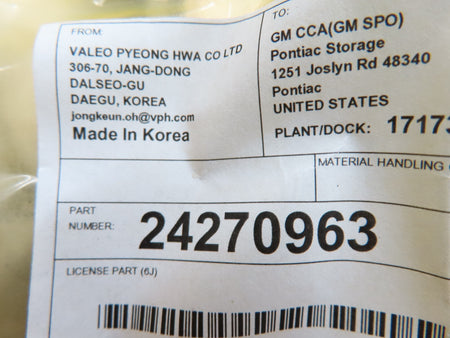 FROM:
VALEO PYEONG HWA CO LTD
306-70, JANG-DONG
DALSEO-GU
DAEGU, KOREA
jongkeun.oh@vph.com
Made In Korea
TO:
GM CCA(GM SPO)
Pontiac Storage
1251 Joslyn Rd 48340
Pontiac
UNITED STATES
PLANT/DOCK: 17173
MATERIAL HANDLING
PART
NUMBER:
24270963
LICENSE PART (6J)